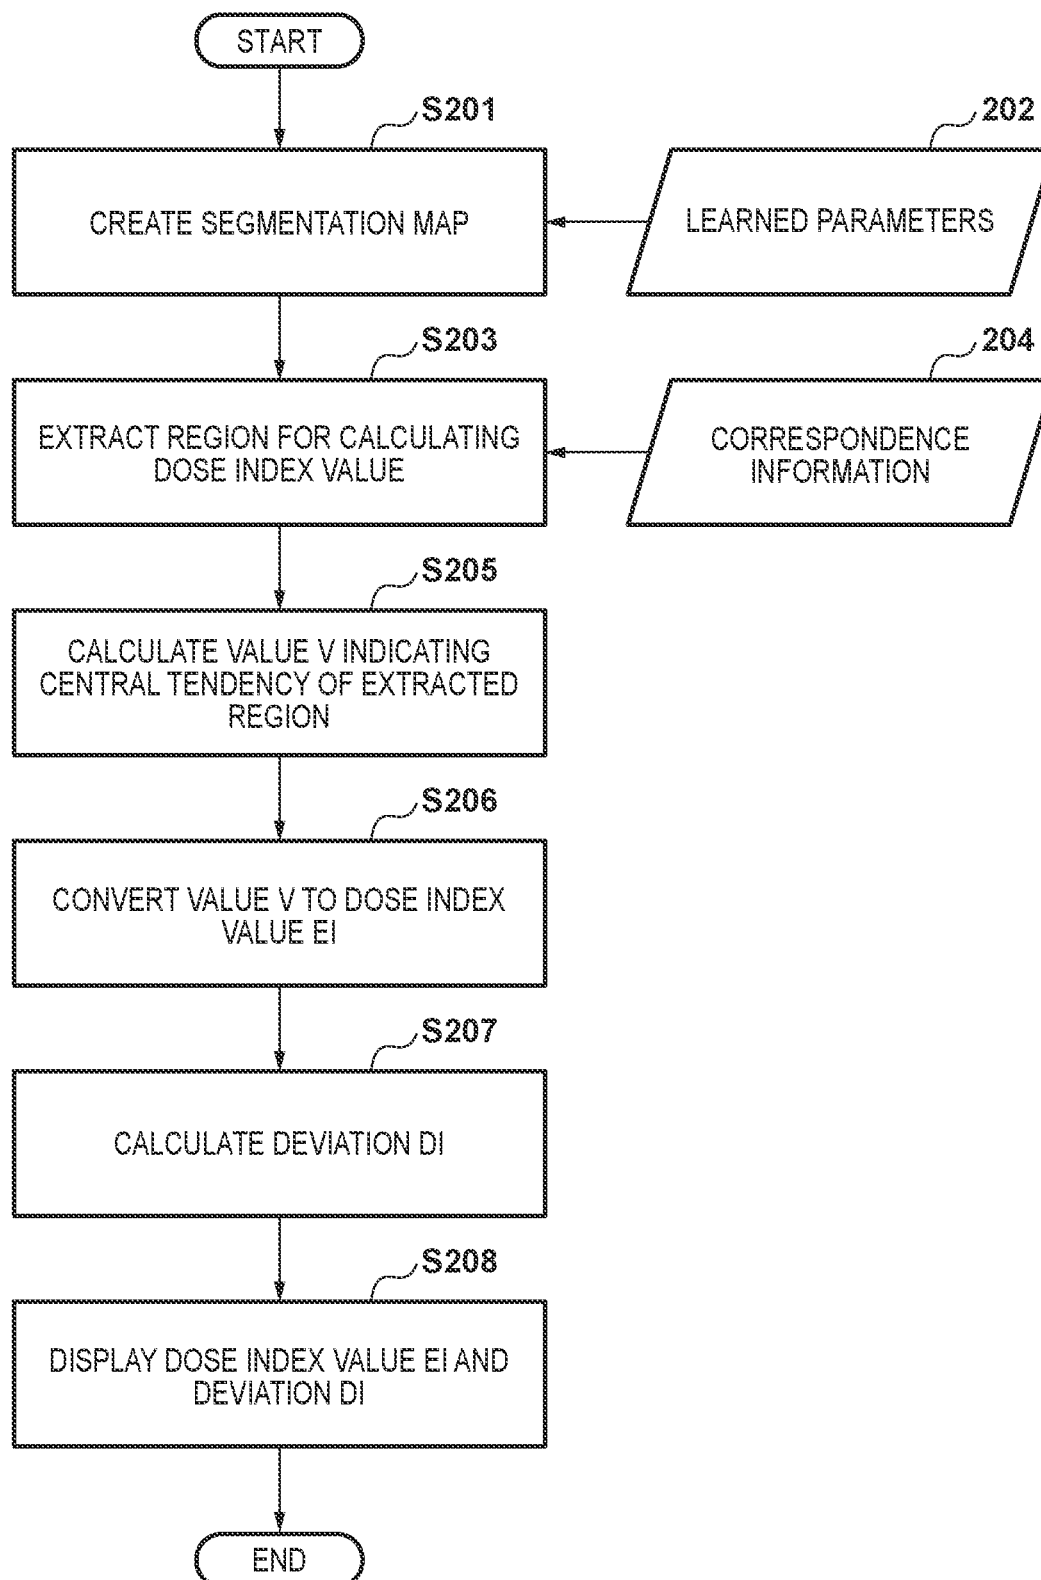 START
S201
202
CREATE SEGMENTATION MAP
LEARNED PARAMETERS
S203
204
EXTRACT REGION FOR CALCULATING
DOSE INDEX VALUE
CORRESPONDENCE
INFORMATION
S205
CALCULATE VALUE V INDICATING
CENTRAL TENDENCY OF EXTRACTED
REGION
S206
CONVERT VALUE V TO DOSE INDEX
VALUE EI
S207
CALCULATE DEVIATION DI
S208
DISPLAY DOSE INDEX VALUE EI AND
DEVIATION DI
END